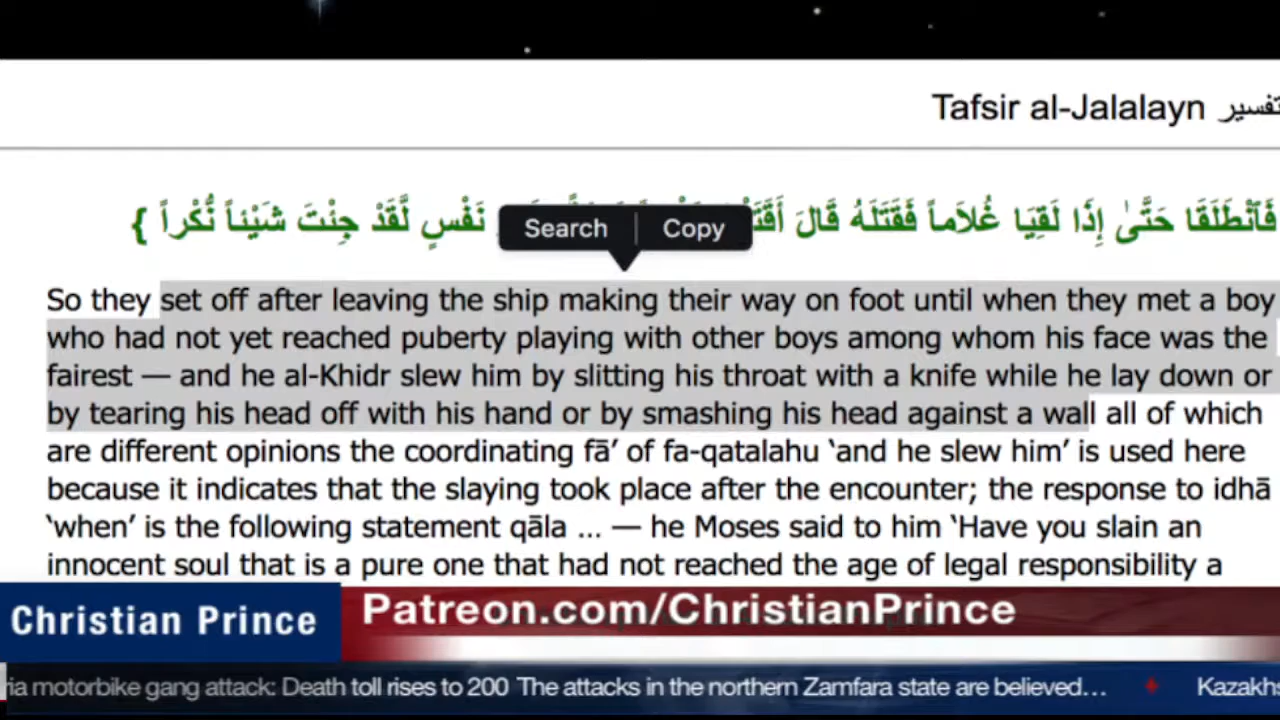 Tafsir al-Jalalayn تفسير
فَٱنْطَلَقَا حَتَّىٰ إِذَا لَقِيَا غُلاَماً فَقَتَلَهُ قَالَ نَفْسٍ لَّقَدْ جِئْتَ شَيْئاً نُّكْراً }
Search Copy
So they set off after leaving the ship making their way on foot until when they met a boy
who had not yet reached puberty playing with other boys among whom his face was the
fairest — and he al-Khidr slew him by slitting his throat with a knife while he lay down or
by tearing his head off with his hand or by smashing his head against a wall all of which
are different opinions the coordinating fā’ of fa-qatalahu ‘and he slew him’ is used here
because it indicates that the slaying took place after the encounter; the response to idhā
‘when’ is the following statement qāla ... — he Moses said to him ‘Have you slain an
innocent soul that is a pure one that had not reached the age of legal responsibility a
Christian Prince
Patreon.com/ChristianPrince
ria motorbike gang attack: Death toll rises to 200 The attacks in the northern Zamfara state are believed... Kazakhs